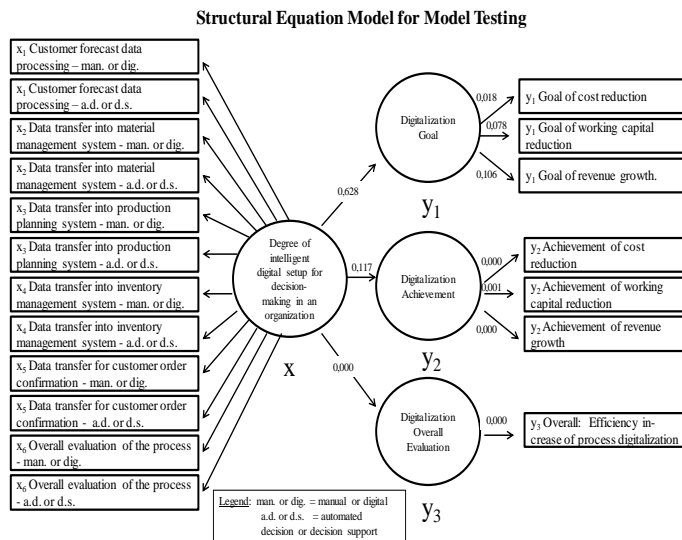 Structural Equation Model for Model Testing
x1 Customer forecast data
processing – man. or dig.
x1 Customer forecast data
processing – a.d. or d.s.
x2 Data transfer into material
management system - man. or dig.
x2 Data transfer into material
management system - a.d. or d.s.
x3 Data transfer into production
planning system - man. or dig.
x3 Data transfer into production
planning system - a.d. or d.s.
x4 Data transfer into inventory
management system - man. or dig.
x4 Data transfer into inventory
management system - a.d. or d.s.
x5 Data transfer for customer order
confirmation - man. or dig.
x5 Data transfer for customer order
confirmation - a.d. or d.s.
x6 Overall evaluation of the process
- man. or dig.
x6 Overall evaluation of the process
- a.d. or d.s.
Degree of
intelligent
digital setup for
decision-
making in an
organization
x
0,628
0,117
0,000
Digitalization
Goal
y1
0,018
0,078
0,106
y1 Goal of cost reduction
y1 Goal of working capital
reduction
y1 Goal of revenue growth.
Digitalization
Achievement
y2
0,000
0,001
0,000
y2 Achievement of cost
reduction
y2 Achievement of working
capital reduction
y2 Achievement of revenue
growth
Digitalization
Overall
Evaluation
y3
0,000
y3 Overall: Efficiency in-
crease of process digitalization
Legend: man. or dig. = manual or digital
a.d. or d.s. = automated
decision or decision support